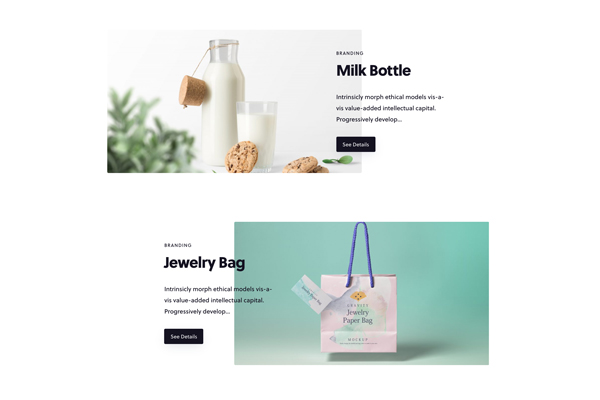 BRANDING
Milk Bottle
Intrinsicly morph ethical models vis-a-
vis value-added intellectual capital.
Progressively develop...
See Details
BRANDING
Jewelry Bag
Intrinsicly morph ethical models vis-a-
vis value-added intellectual capital.
Progressively develop...
See Details
Jewelry
Paper Bag
MOCKUP